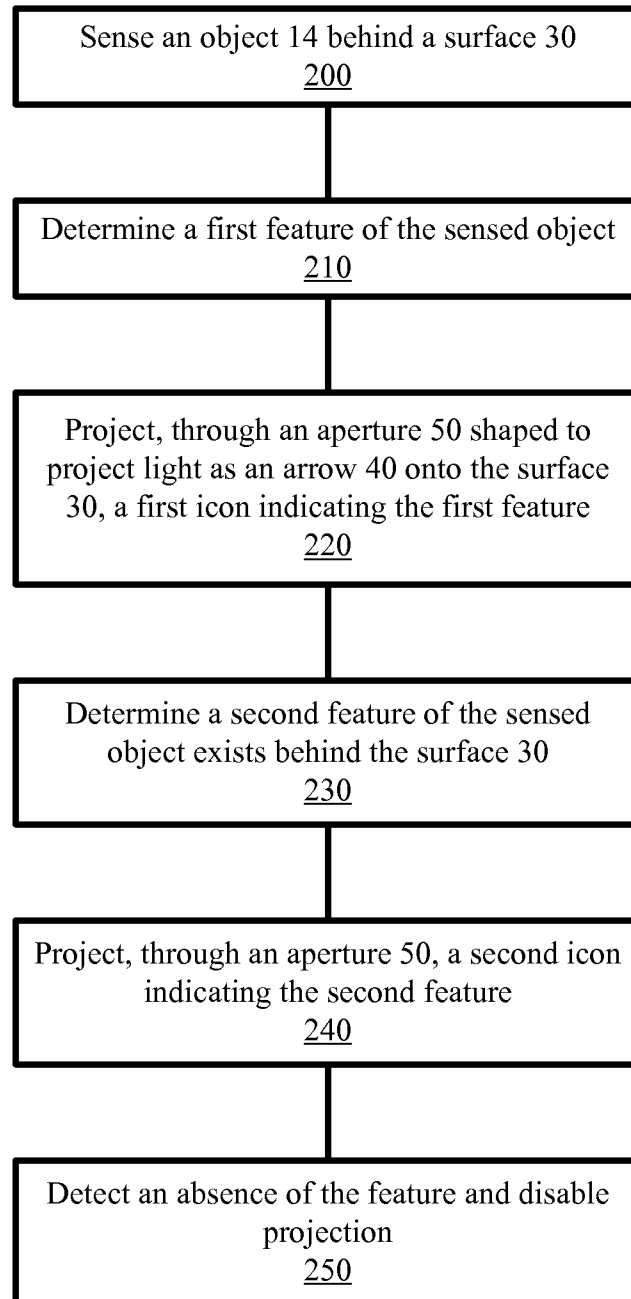 Sense an object 14 behind a surface 30
200
Determine a first feature of the sensed object
210
Project, through an aperture 50 shaped to
project light as an arrow 40 onto the surface
30, a first icon indicating the first feature
220
Determine a second feature of the sensed
object exists behind the surface 30
230
Project, through an aperture 50, a second icon
indicating the second feature
240
Detect an absence of the feature and disable
projection
250